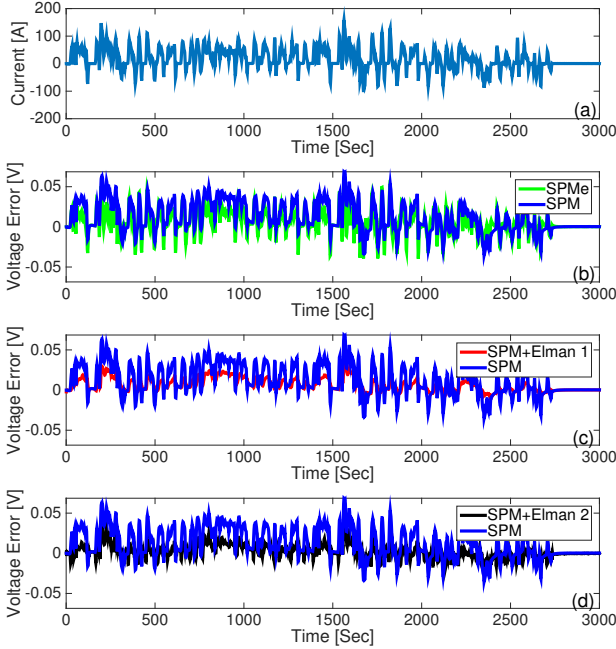 200
100
0
-100
-200
Current [A]
(a)
0 500 1000 1500 2000 2500 3000
Time [Sec]
0.05
0
-0.05
Voltage Error [V]
SPMe
SPM
(b)
0 500 1000 1500 2000 2500 3000
Time [Sec]
0.05
0
-0.05
Voltage Error [V]
SPM+Elman 1
SPM
(c)
0 500 1000 1500 2000 2500 3000
Time [Sec]
0.05
0
-0.05
Voltage Error [V]
SPM+Elman 2
SPM
(d)
0 500 1000 1500 2000 2500 3000
Time [Sec]